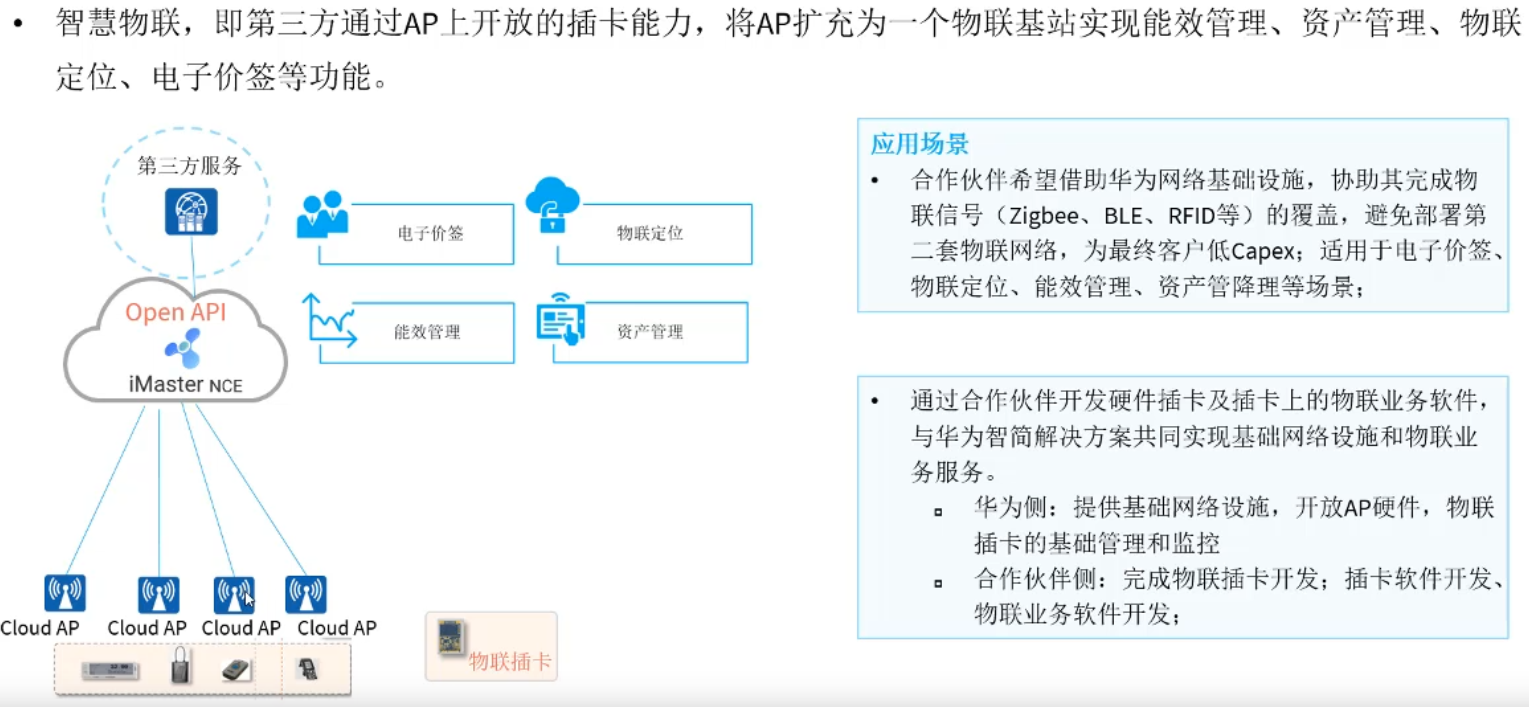 • 智慧物联，即第三方通过AP上开放的插卡能力，将AP扩充为一个物联基站实现能效管理、资产管理、物联
定位、电子价签等功能。
第三方服务
Open API
iMaster NCE
电子价签
物联定位
能效管理
资产管理
Cloud AP
Cloud AP
Cloud AP
Cloud AP
物联插卡
应用场景
• 合作伙伴希望借助华为网络基础设施，协助其完成物
联信号（Zigbee、BLE、RFID等）的覆盖，避免部署第
二套物联网络，为最终客户低Capex；适用于电子价签、
物联定位、能效管理、资产管降理等场景；
• 通过合作伙伴开发硬件插卡及插卡上的物联业务软件，
与华为智简解决方案共同实现基础网络设施和物联业
务服务。
▫ 华为侧：提供基础网络设施，开放AP硬件，物联
插卡的基础管理和监控
▫ 合作伙伴侧：完成物联插卡开发；插卡软件开发、
物联业务软件开发；